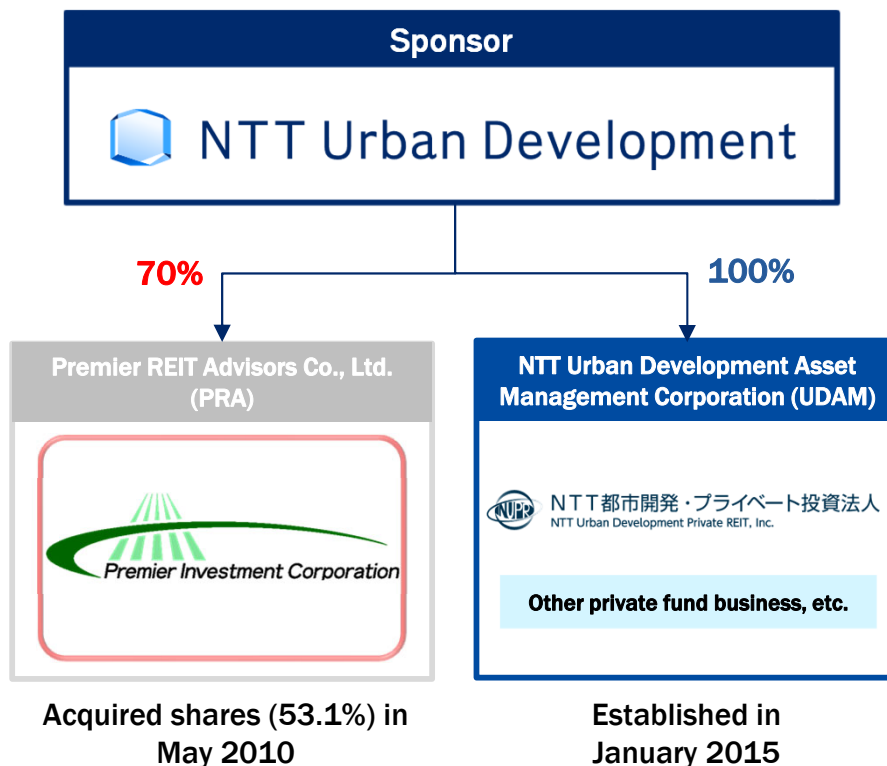 Sponsor
NTT Urban Development
70%
100%
Premier REIT Advisors Co., Ltd.
(PRA)
NTT Urban Development Asset
Management Corporation (UDAM)
Premier Investment Corporation
NUPR
NTT都市開発・プライベート投資法人
NTT Urban Development Private REIT, Inc.
Other private fund business, etc.
Acquired shares (53.1%) in
May 2010
Established in
January 2015